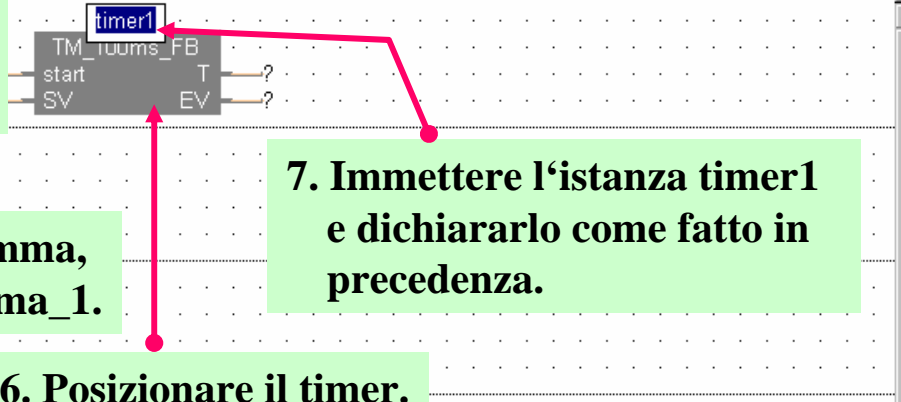 timer1
TM_100ms_FB
start T ?
SV EV ?
7. Immettere l‘istanza timer1
e dichiararlo come fatto in
precedenza.
mma,
ma_1.
6. Posizionare il timer.